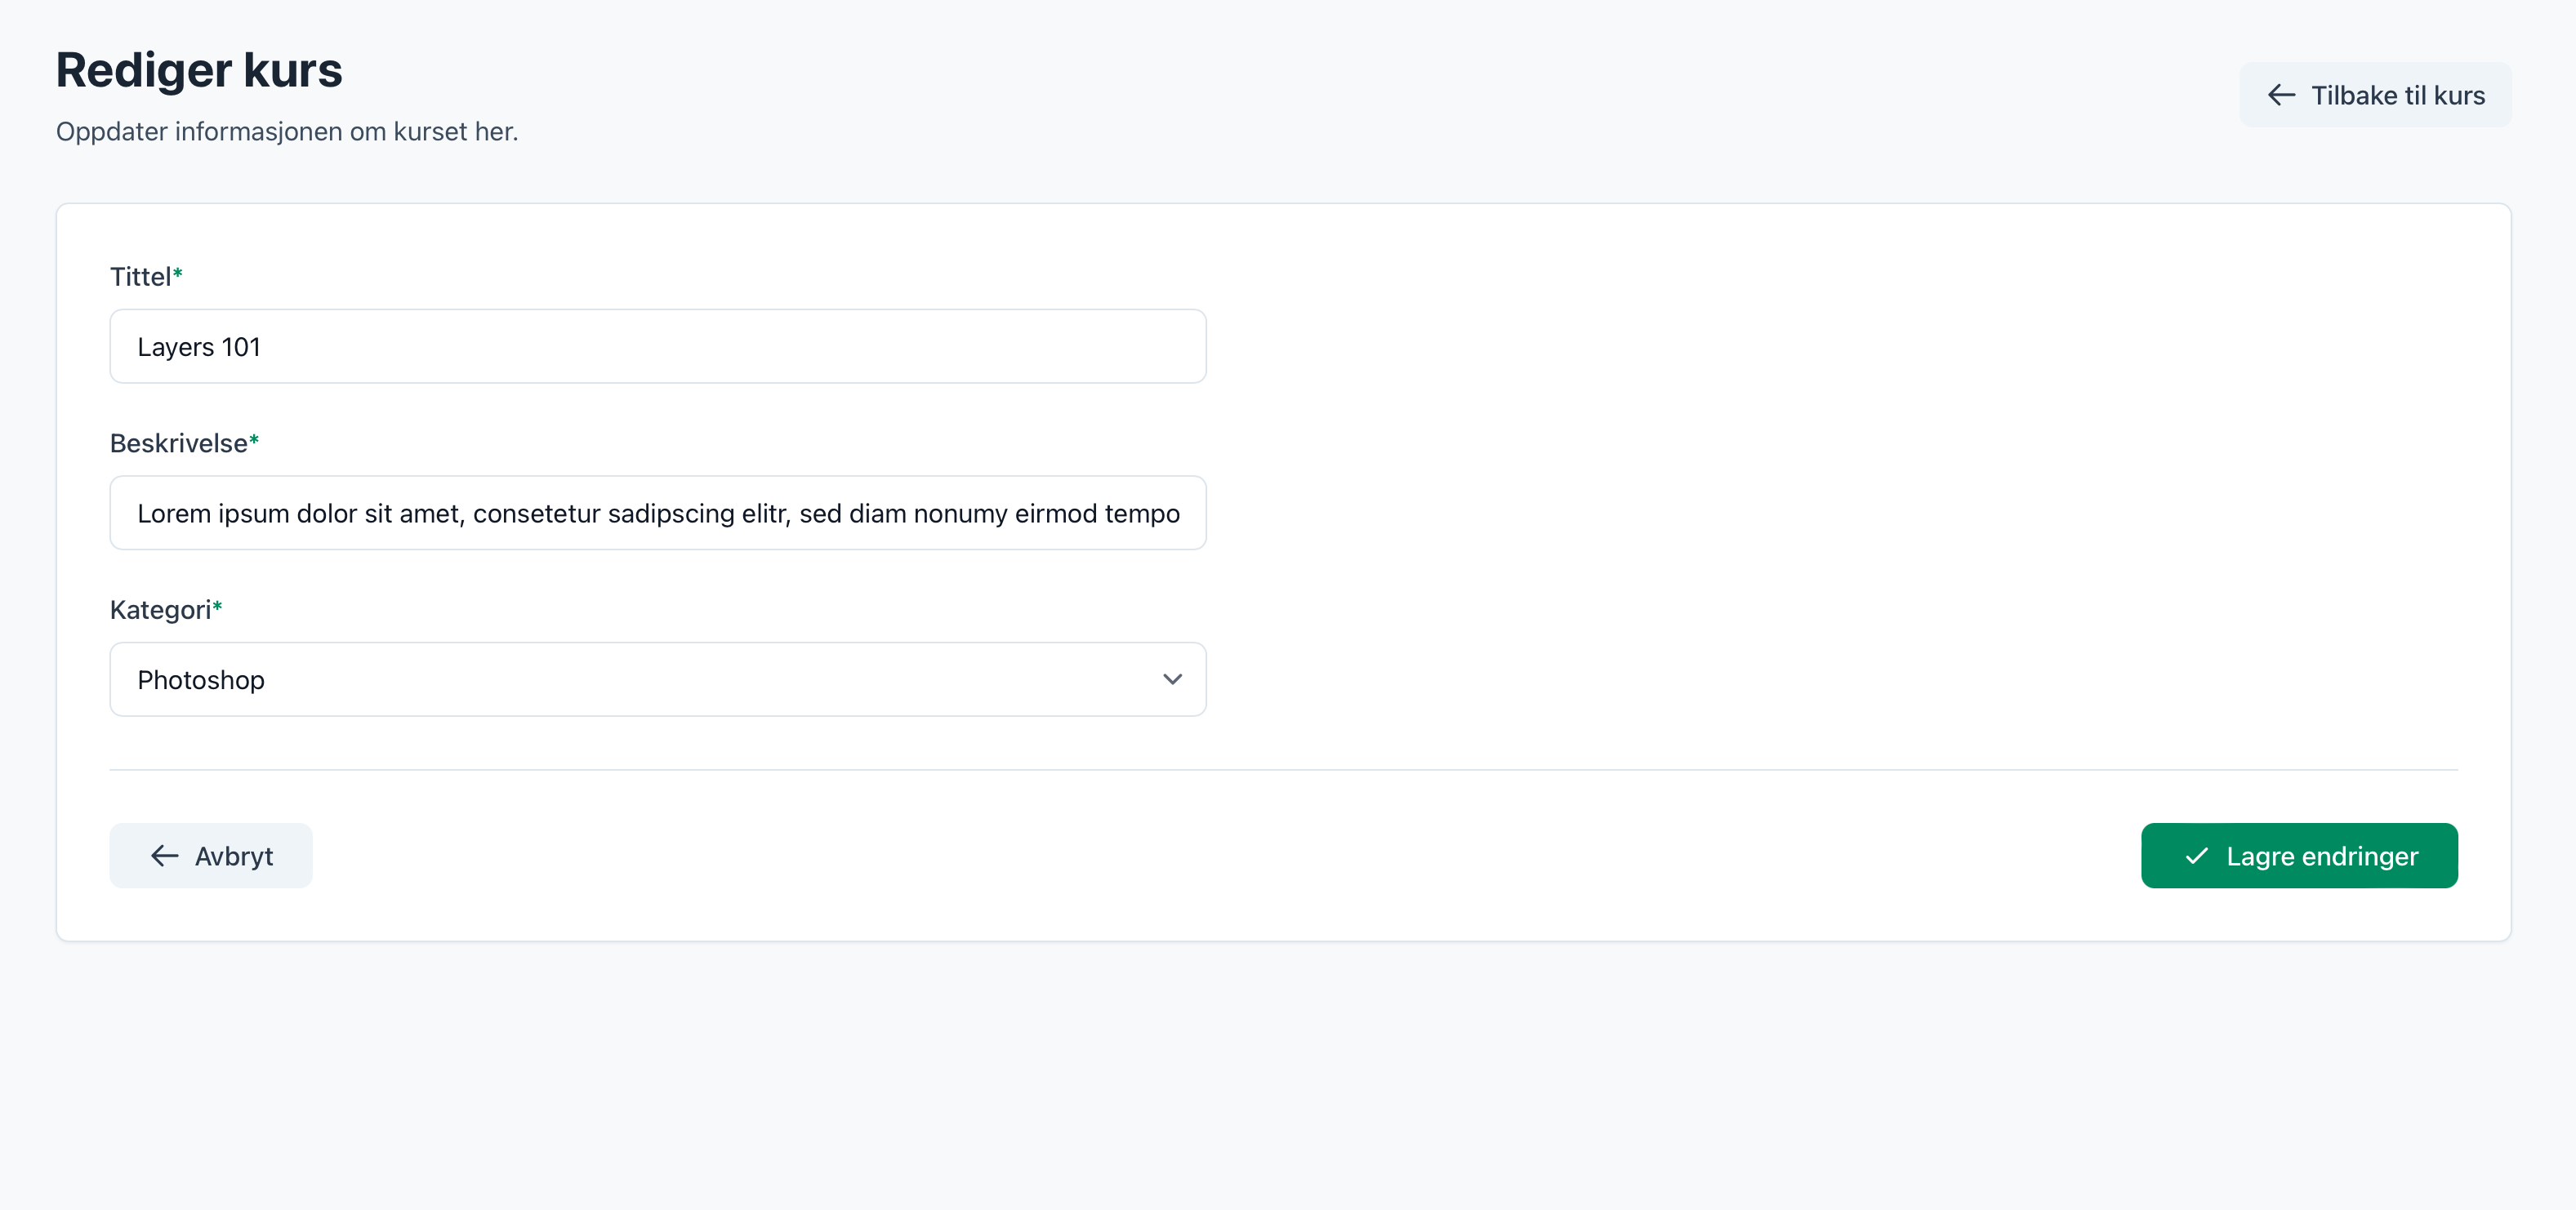 Rediger kurs
Oppdater informasjonen om kurset her.
Tilbake til kurs
Tittel*
Layers 101
Beskrivelse*
Lorem ipsum dolor sit amet, consetetur sadipscing elitr, sed diam nonumy eirmod tempo
Kategori*
Photoshop
Avbryt
Lagre endringer